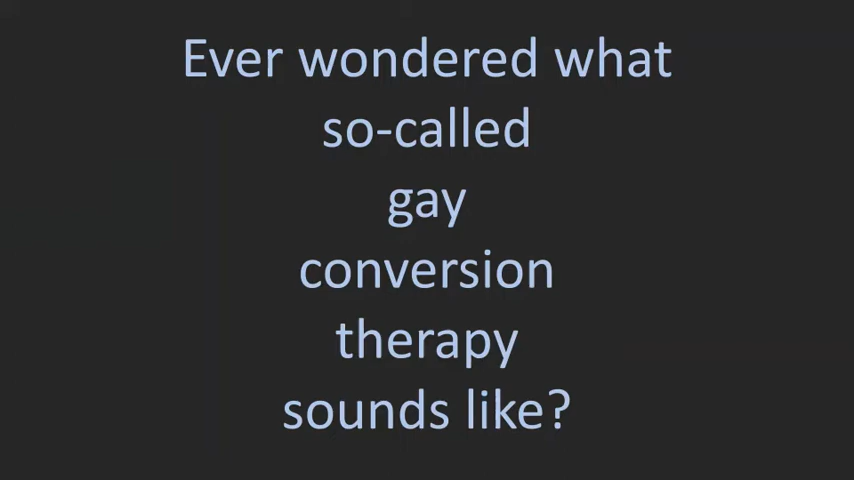 Ever wondered what
so-called
gay
conversion
therapy
sounds like?